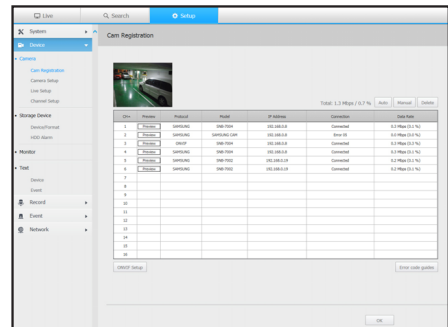 Live Search Setup
System
Device
Camera
Cam Registration
Camera Setup
Live Setup
Channel Setup
Storage Device
Device/Format
HDD Alarm
Monitor
Text
Device
Event
Record
Event
Network
Cam Registration
Total: 1.3 Mbps / 0.7 % Auto Manual Delete
CH Preview Protocol Model IP Address Connection Data Rate
1 Preview SAMSUNG SNB-7004 192.168.0.8 Connected 0.3 Mbps (0.1 %)
2 Preview SAMSUNG SAMSUNG CAM 192.168.0.8 Error 05 0.0 Mbps (0.0 %)
3 Preview ONVIF SNB-7004 192.168.0.8 Connected 0.3 Mbps (0.2 %)
4 Preview SAMSUNG SNB-7004 192.168.0.8 Connected 0.2 Mbps (0.1 %)
5 Preview SAMSUNG SNB-7002 192.168.0.19 Connected 0.2 Mbps (0.1 %)
6 Preview SAMSUNG SNB-7002 192.168.0.19 Connected 0.2 Mbps (0.1 %)
7
8
9
10
11
12
13
14
15
16
ONVIF Setup Error code guides
OK